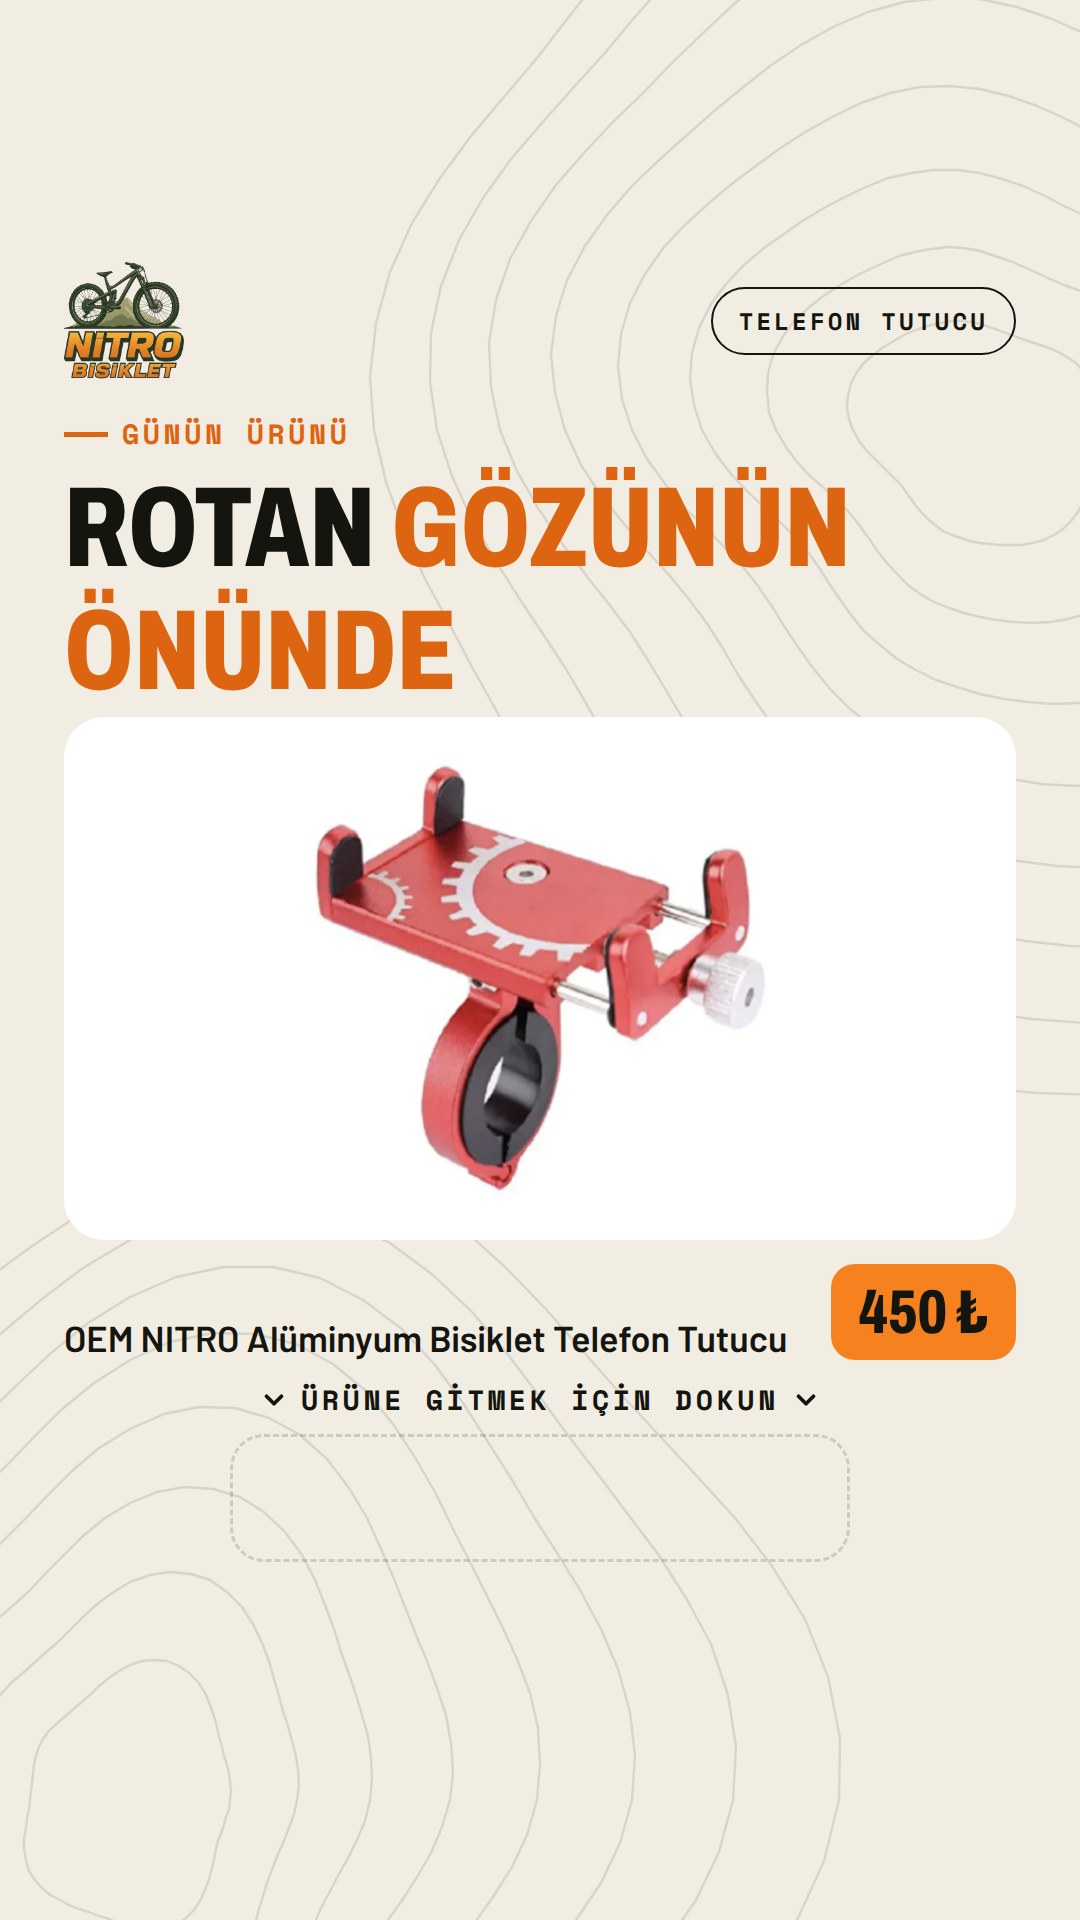 NiTRO
BiSiKLET
TELEFON TUTUCU
GÜNÜN ÜRÜNÜ
ROTAN GÖZÜNÜN
ÖNÜNDE
OEM NITRO Alüminyum Bisiklet Telefon Tutucu
450 ₺
ÜRÜNE GİTMEK İÇİN DOKUN